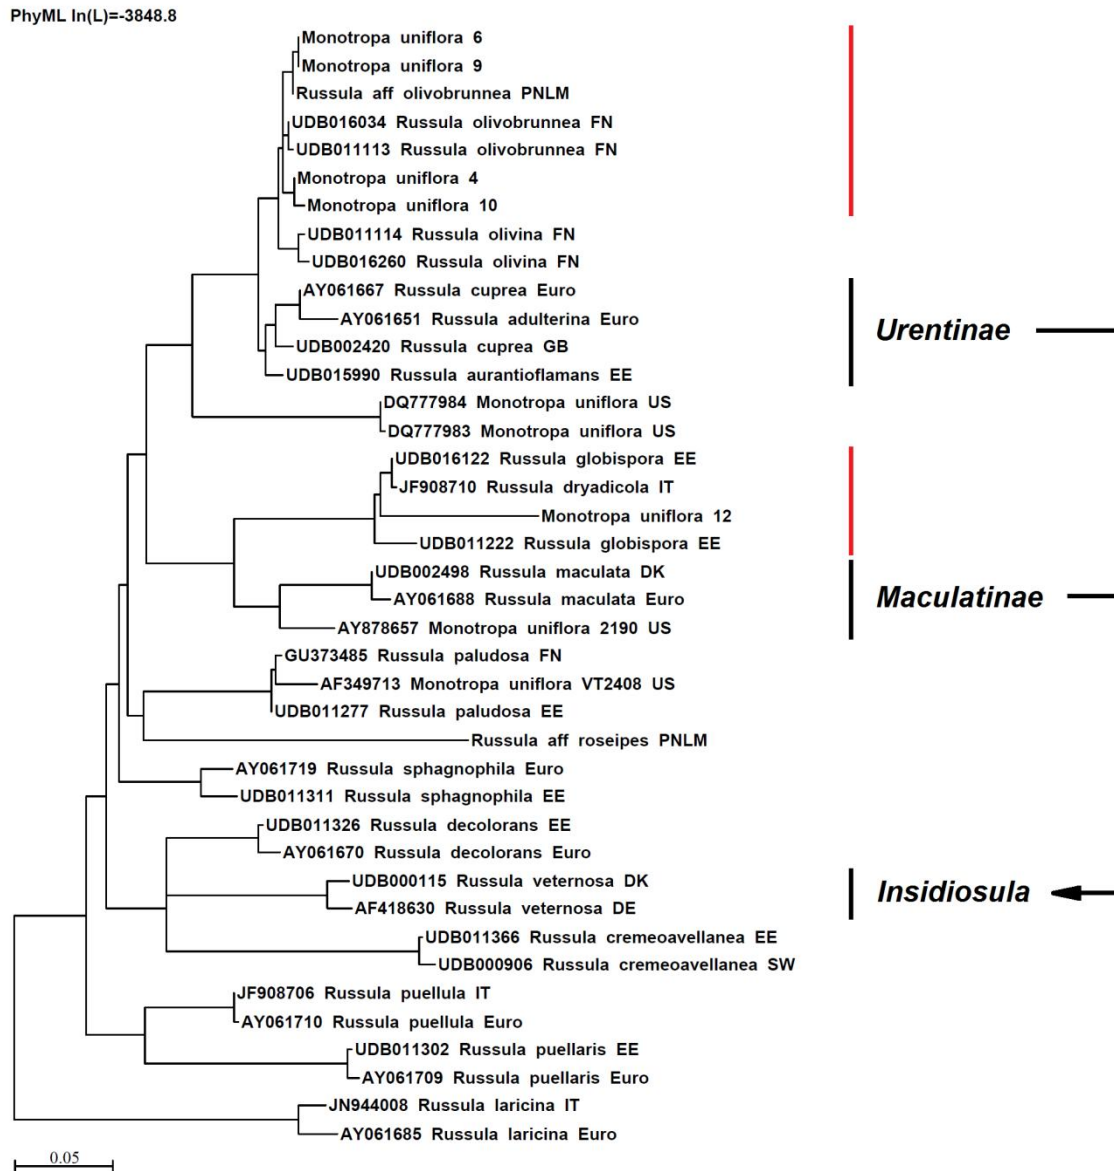 PhyML ln(L)=-3848.8
Monotropa uniflora 6
Monotropa uniflora 9
Russula aff olivobrunnea PNLM
UDB016034 Russula olivobrunnea FN
UDB011113 Russula olivobrunnea FN
Monotropa uniflora 4
Monotropa uniflora 10
UDB011114 Russula olivina FN
UDB016260 Russula olivina FN
AY061667 Russula cuprea Euro
AY061651 Russula adulterina Euro
Urentinae
UDB002420 Russula cuprea GB
UDB015990 Russula aurantioflamans EE
DQ777984 Monotropa uniflora US
DQ777983 Monotropa uniflora US
UDB016122 Russula globispora EE
JF908710 Russula dryadicola IT
Monotropa uniflora 12
UDB011222 Russula globispora EE
UDB002498 Russula maculata DK
AY061688 Russula maculata Euro
Maculatinae
AY878657 Monotropa uniflora 2190 US
GU373485 Russula paludosa FN
AF349713 Monotropa uniflora VT2408 US
UDB011277 Russula paludosa EE
Russula aff roseipes PNLM
AY061719 Russula sphagnophila Euro
UDB011311 Russula sphagnophila EE
UDB011326 Russula decolorans EE
AY061670 Russula decolorans Euro
UDB000115 Russula veternosa DK
Insidiosula
AF418630 Russula veternosa DE
UDB011366 Russula cremeoavellanea EE
UDB000906 Russula cremeoavellanea SW
JF908706 Russula puellula IT
AY061710 Russula puellula Euro
UDB011302 Russula puellaris EE
AY061709 Russula puellaris Euro
JN944008 Russula laricina IT
AY061685 Russula laricina Euro
0.05